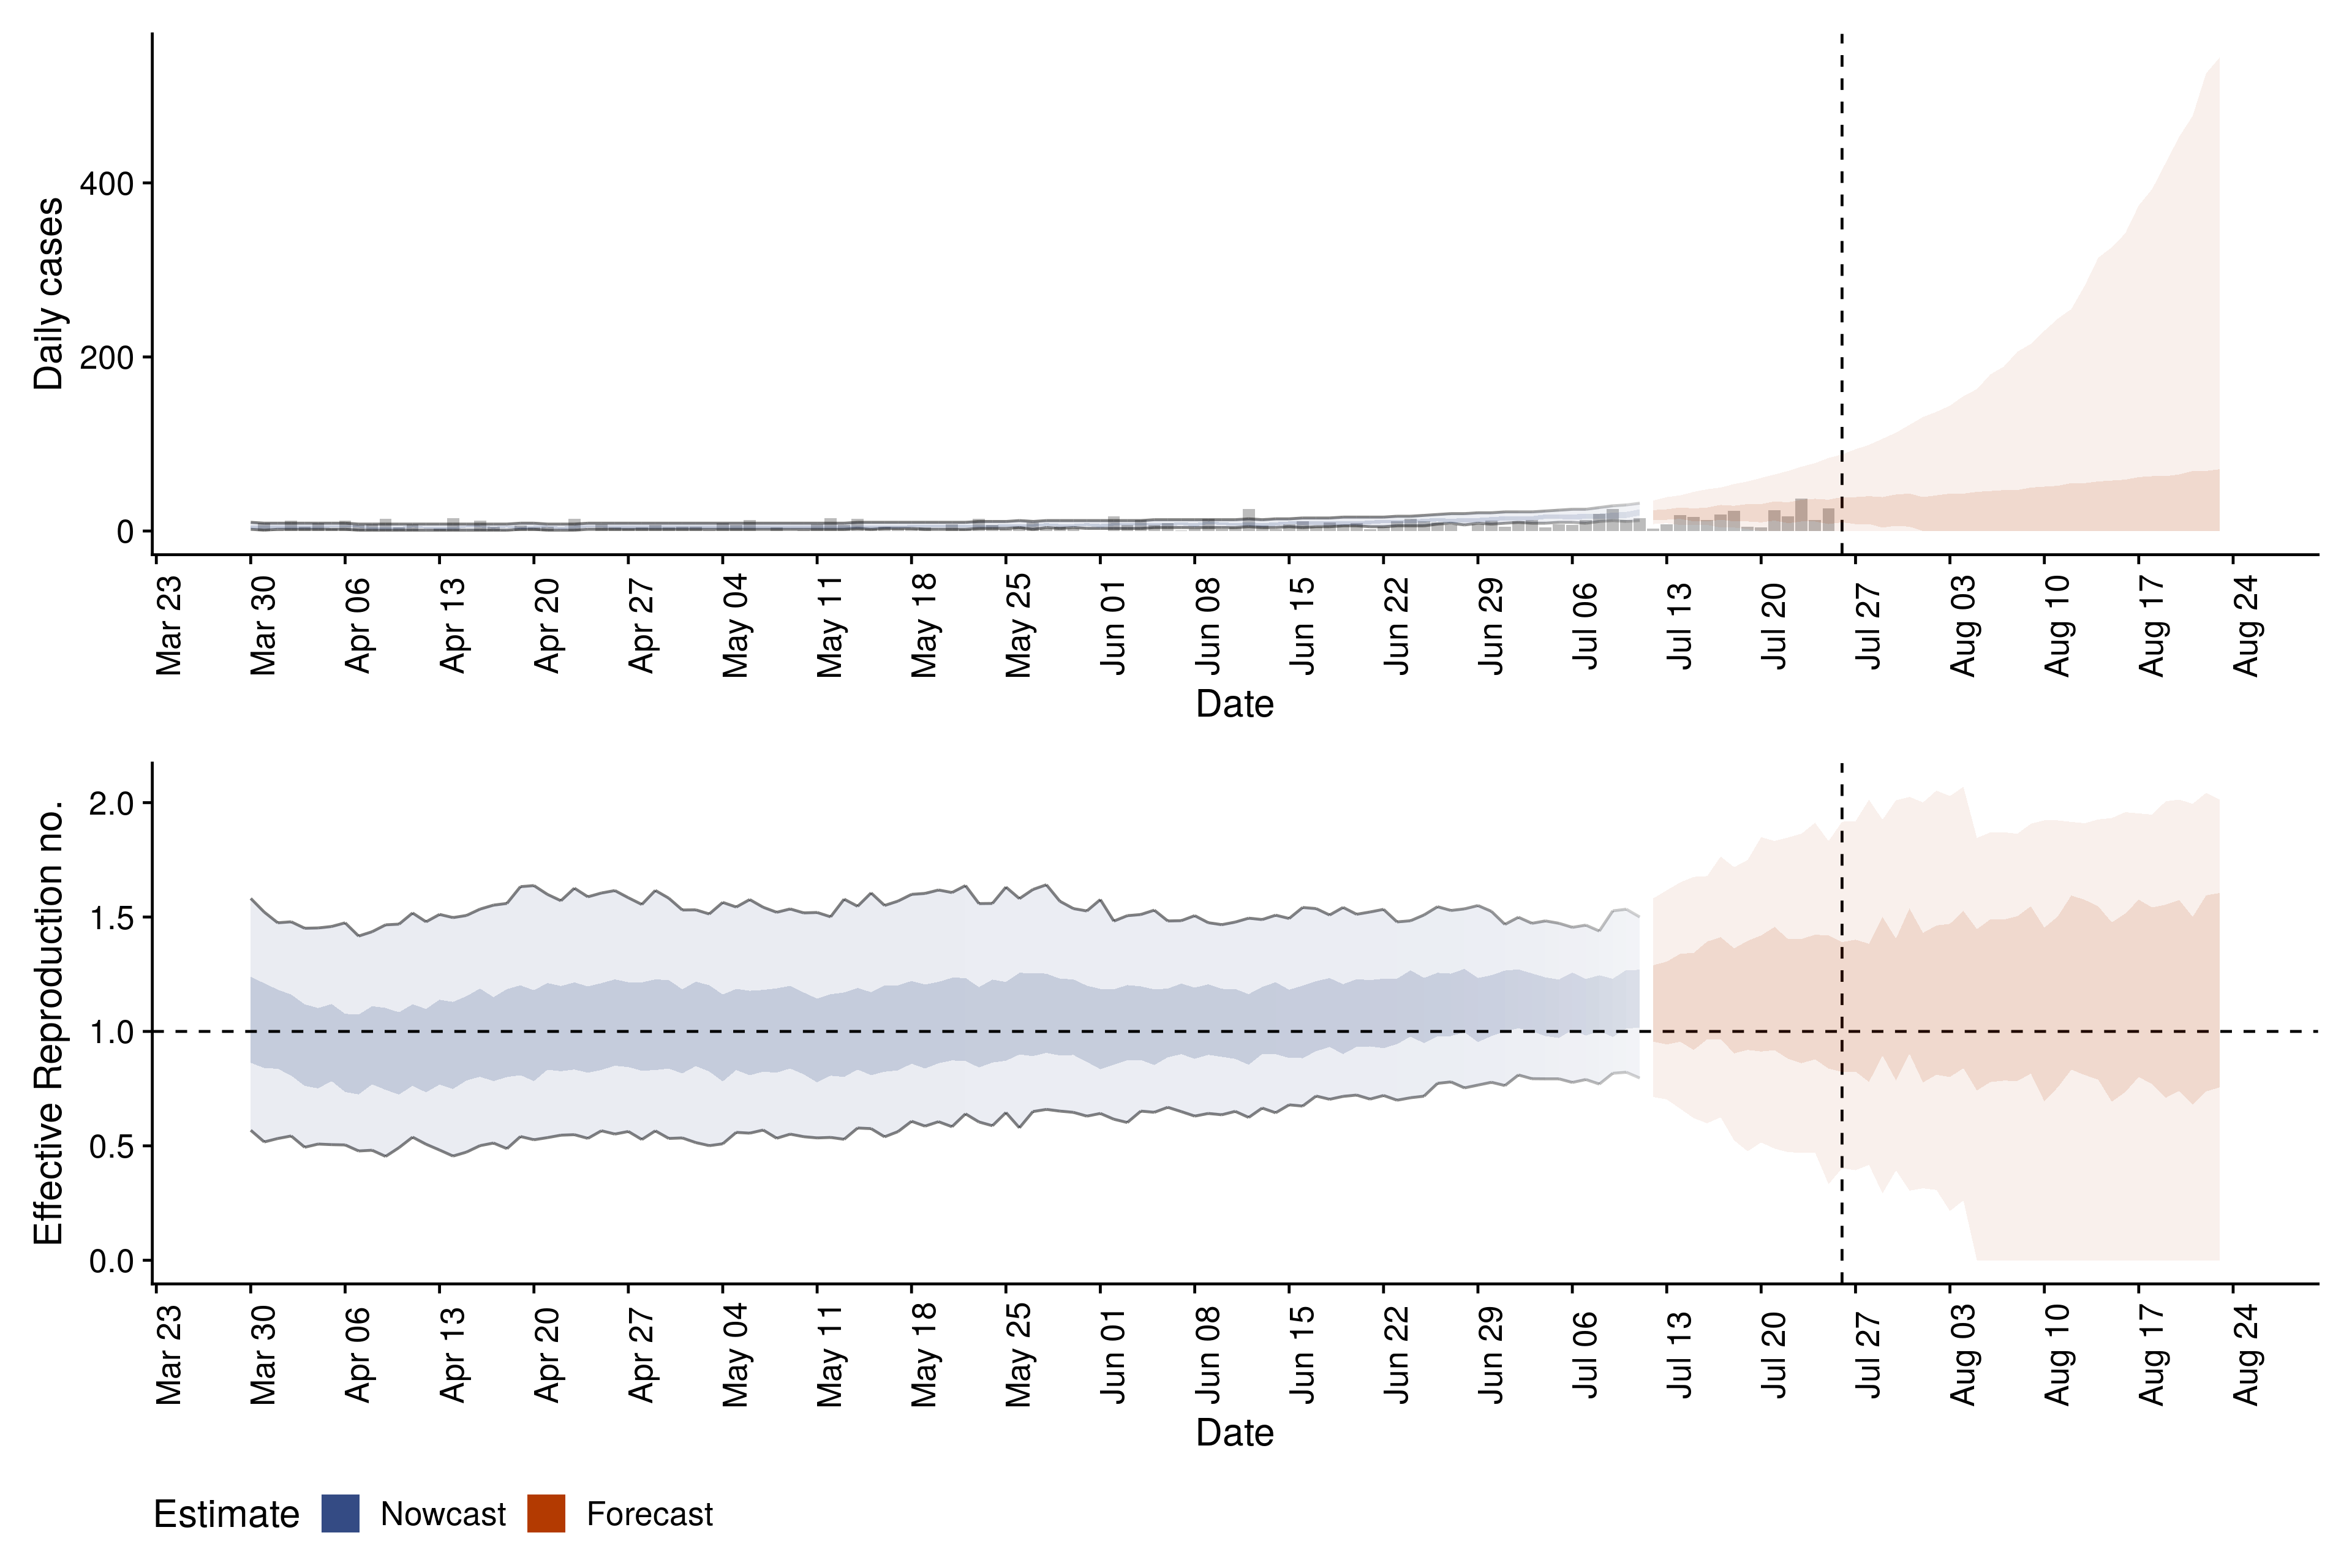 Daily cases
400
200
0
Mar 23 Mar 30 Apr 06 Apr 13 Apr 20 Apr 27 May 04 May 11 May 18 May 25 Jun 01 Jun 08 Jun 15 Jun 22 Jun 29 Jul 06 Jul 13 Jul 20 Jul 27 Aug 03 Aug 10 Aug 17 Aug 24
Date
Effective Reproduction no.
2.0
1.5
1.0
0.5
0.0
Mar 23 Mar 30 Apr 06 Apr 13 Apr 20 Apr 27 May 04 May 11 May 18 May 25 Jun 01 Jun 08 Jun 15 Jun 22 Jun 29 Jul 06 Jul 13 Jul 20 Jul 27 Aug 03 Aug 10 Aug 17 Aug 24
Date
Estimate Nowcast Forecast